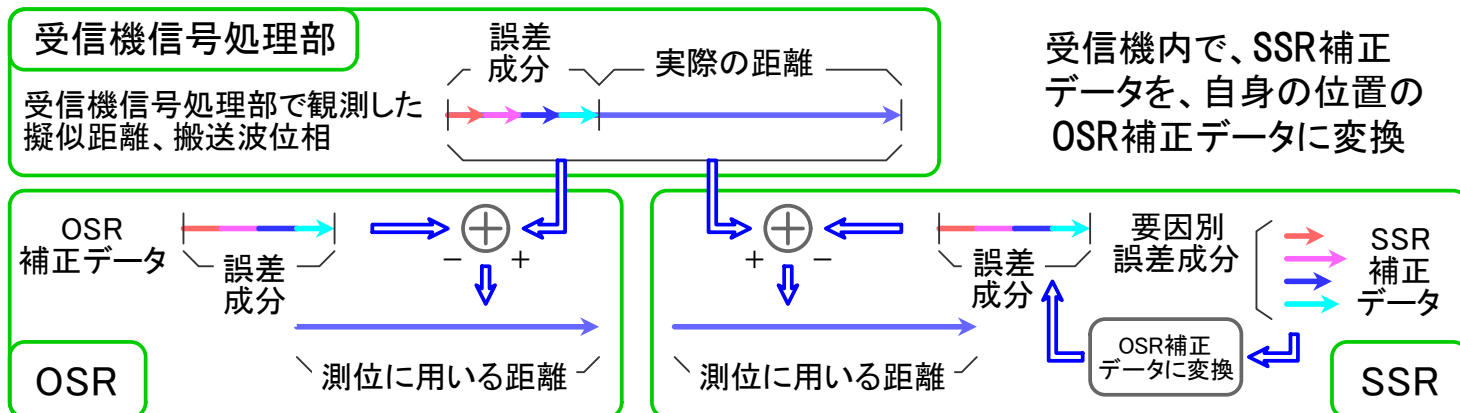 受信機信号処理部
受信機信号処理部で観測した
擬似距離、搬送波位相
誤差
成分
実際の距離
受信機内で、SSR補正
データを、自身の位置の
OSR補正データに変換
OSR
補正データ
誤差
成分
− +
測位に用いる距離
OSR
+ −
誤差
成分
要因別
誤差成分
SSR
補正
データ
OSR補正
データに変換
測位に用いる距離
SSR